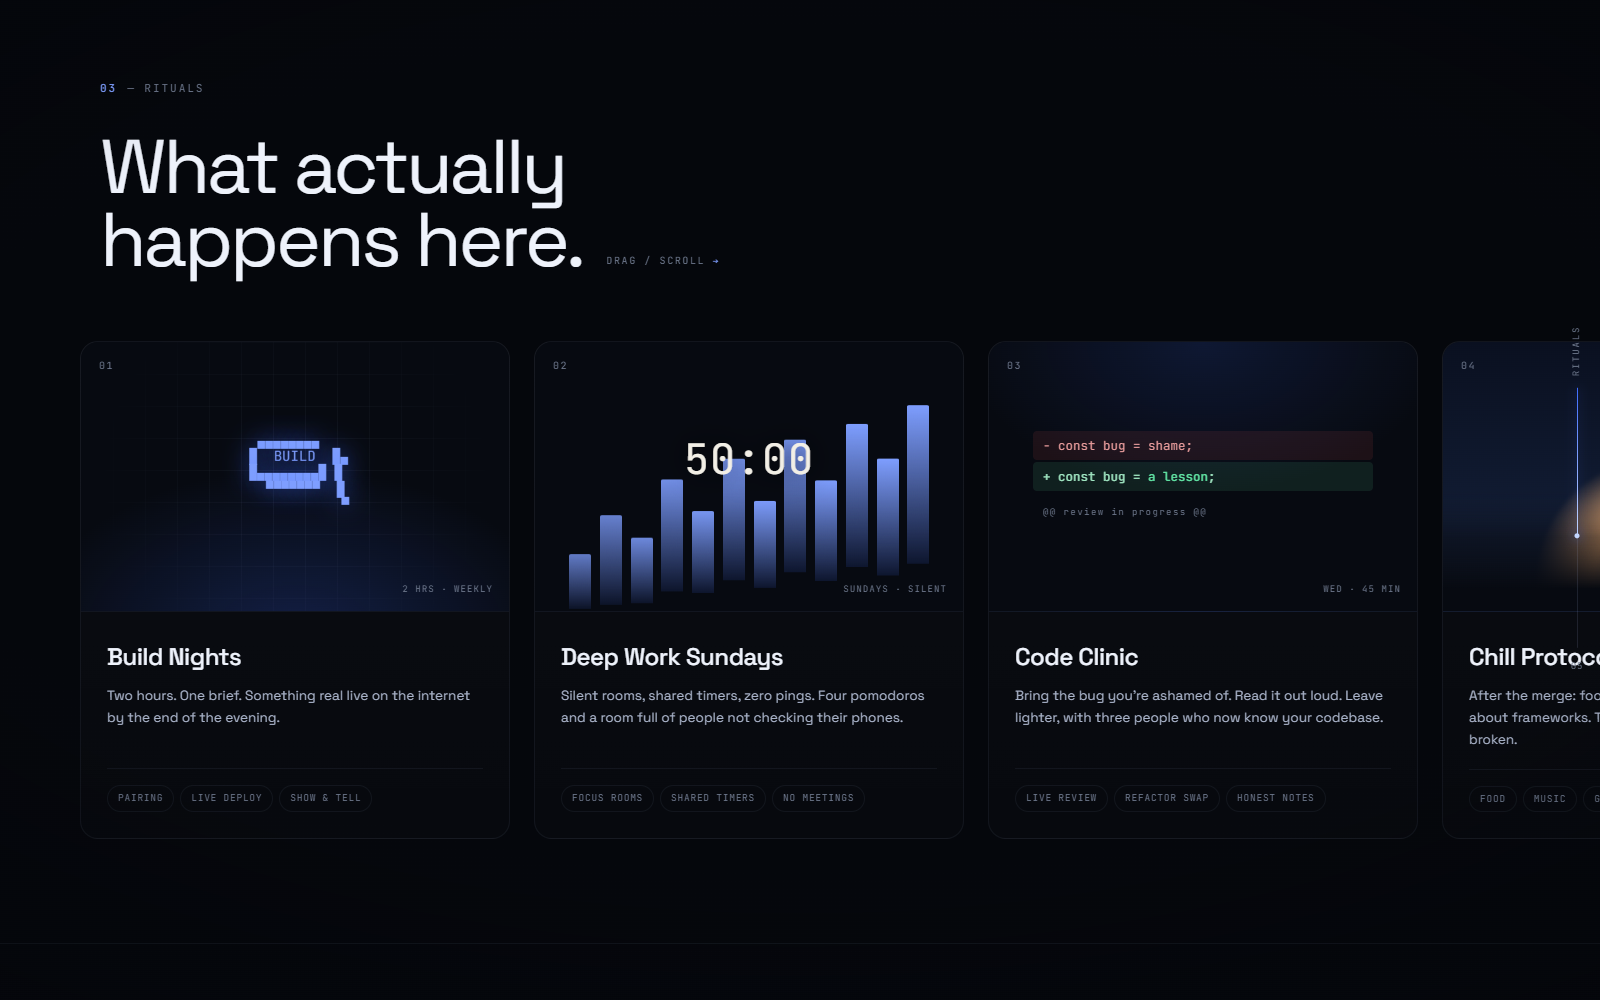 03 — RITUALS
What actually
happens here.
DRAG / SCROLL →
RITUALS
01
BUILD
2 HRS · WEEKLY
Build Nights
Two hours. One brief. Something real live on the internet
by the end of the evening.
PAIRING
LIVE DEPLOY
SHOW & TELL
02
50:00
SUNDAYS · SILENT
Deep Work Sundays
Silent rooms, shared timers, zero pings. Four pomodoros
and a room full of people not checking their phones.
FOCUS ROOMS
SHARED TIMERS
NO MEETINGS
03
- const bug = shame;
+ const bug = a lesson;
@@ review in progress @@
WED · 45 MIN
Code Clinic
Bring the bug you're ashamed of. Read it out loud. Leave
lighter, with three people who now know your codebase.
LIVE REVIEW
REFACTOR SWAP
HONEST NOTES
04
Chill Protoc
After the merge: foo
about frameworks. T
broken.
FOOD
MUSIC
G